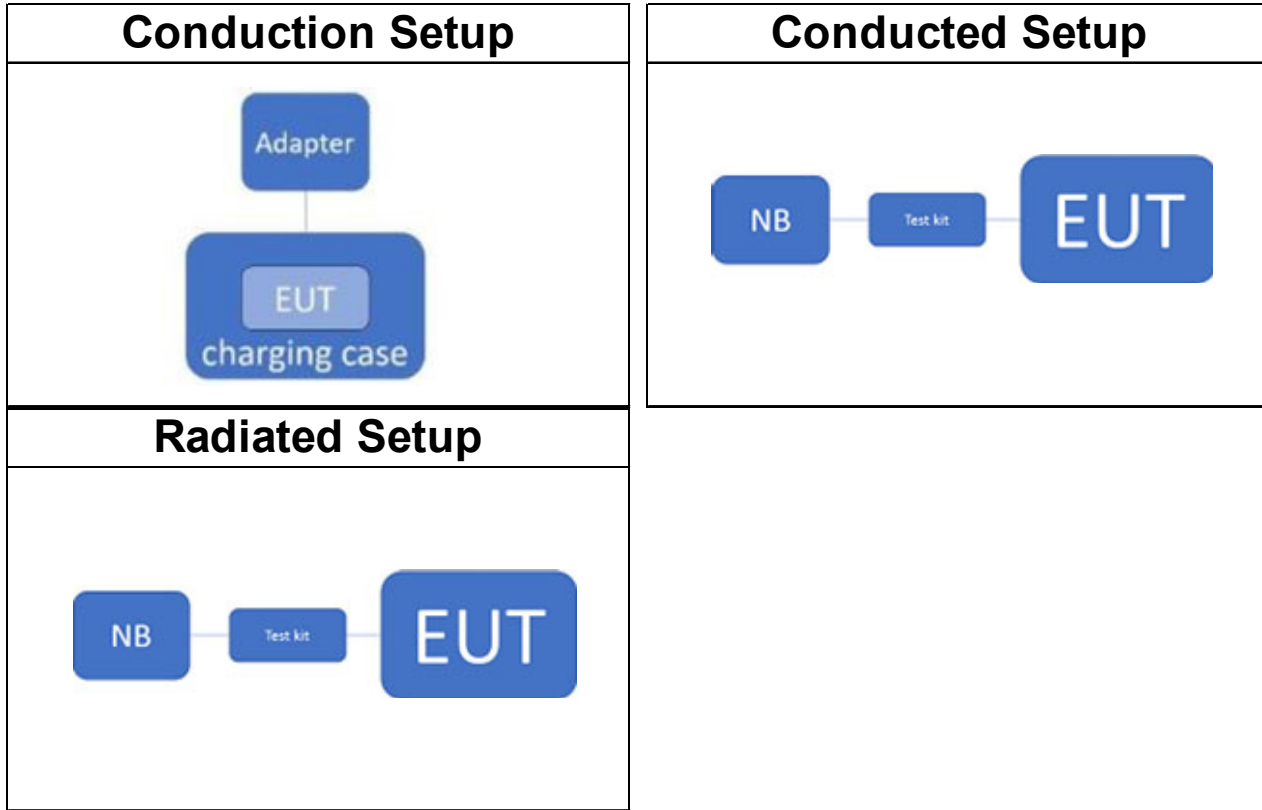 Conduction Setup
Adapter
EUT
charging case
Conducted Setup
NB
Test kit
EUT
Radiated Setup
NB
Test kit
EUT